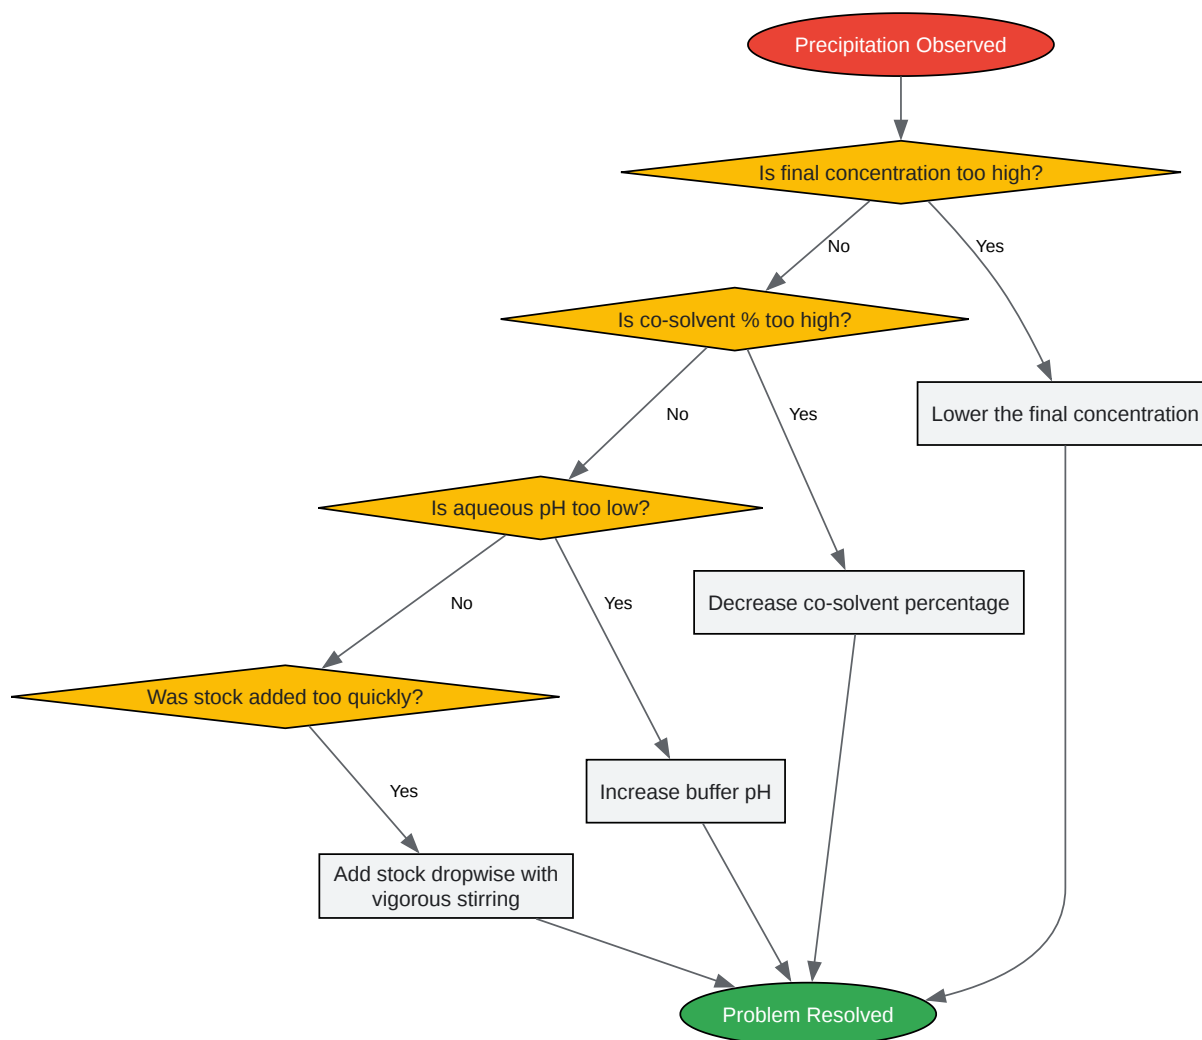 Precipitation Observed
Is final concentration too high?
No
Yes
Is co-solvent % too high?
Lower the final concentration
No
Yes
Is aqueous pH too low?
Decrease co-solvent percentage
No
Yes
Was stock added too quickly?
Increase buffer pH
Yes
Add stock dropwise with
vigorous stirring
Problem Resolved